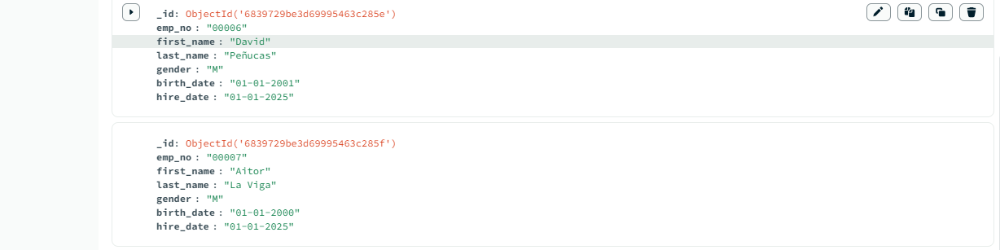 _id: ObjectId('6839729be3d69995463c285e')
emp_no : "00006"
first_name : "David"
last_name : "Peñucas"
gender : "M"
birth_date : "01-01-2001"
hire_date : "01-01-2025"
_id: ObjectId('6839729be3d69995463c285f')
emp_no : "00007"
first_name : "Aitor"
last_name : "La Viga"
gender : "M"
birth_date : "01-01-2000"
hire_date : "01-01-2025"